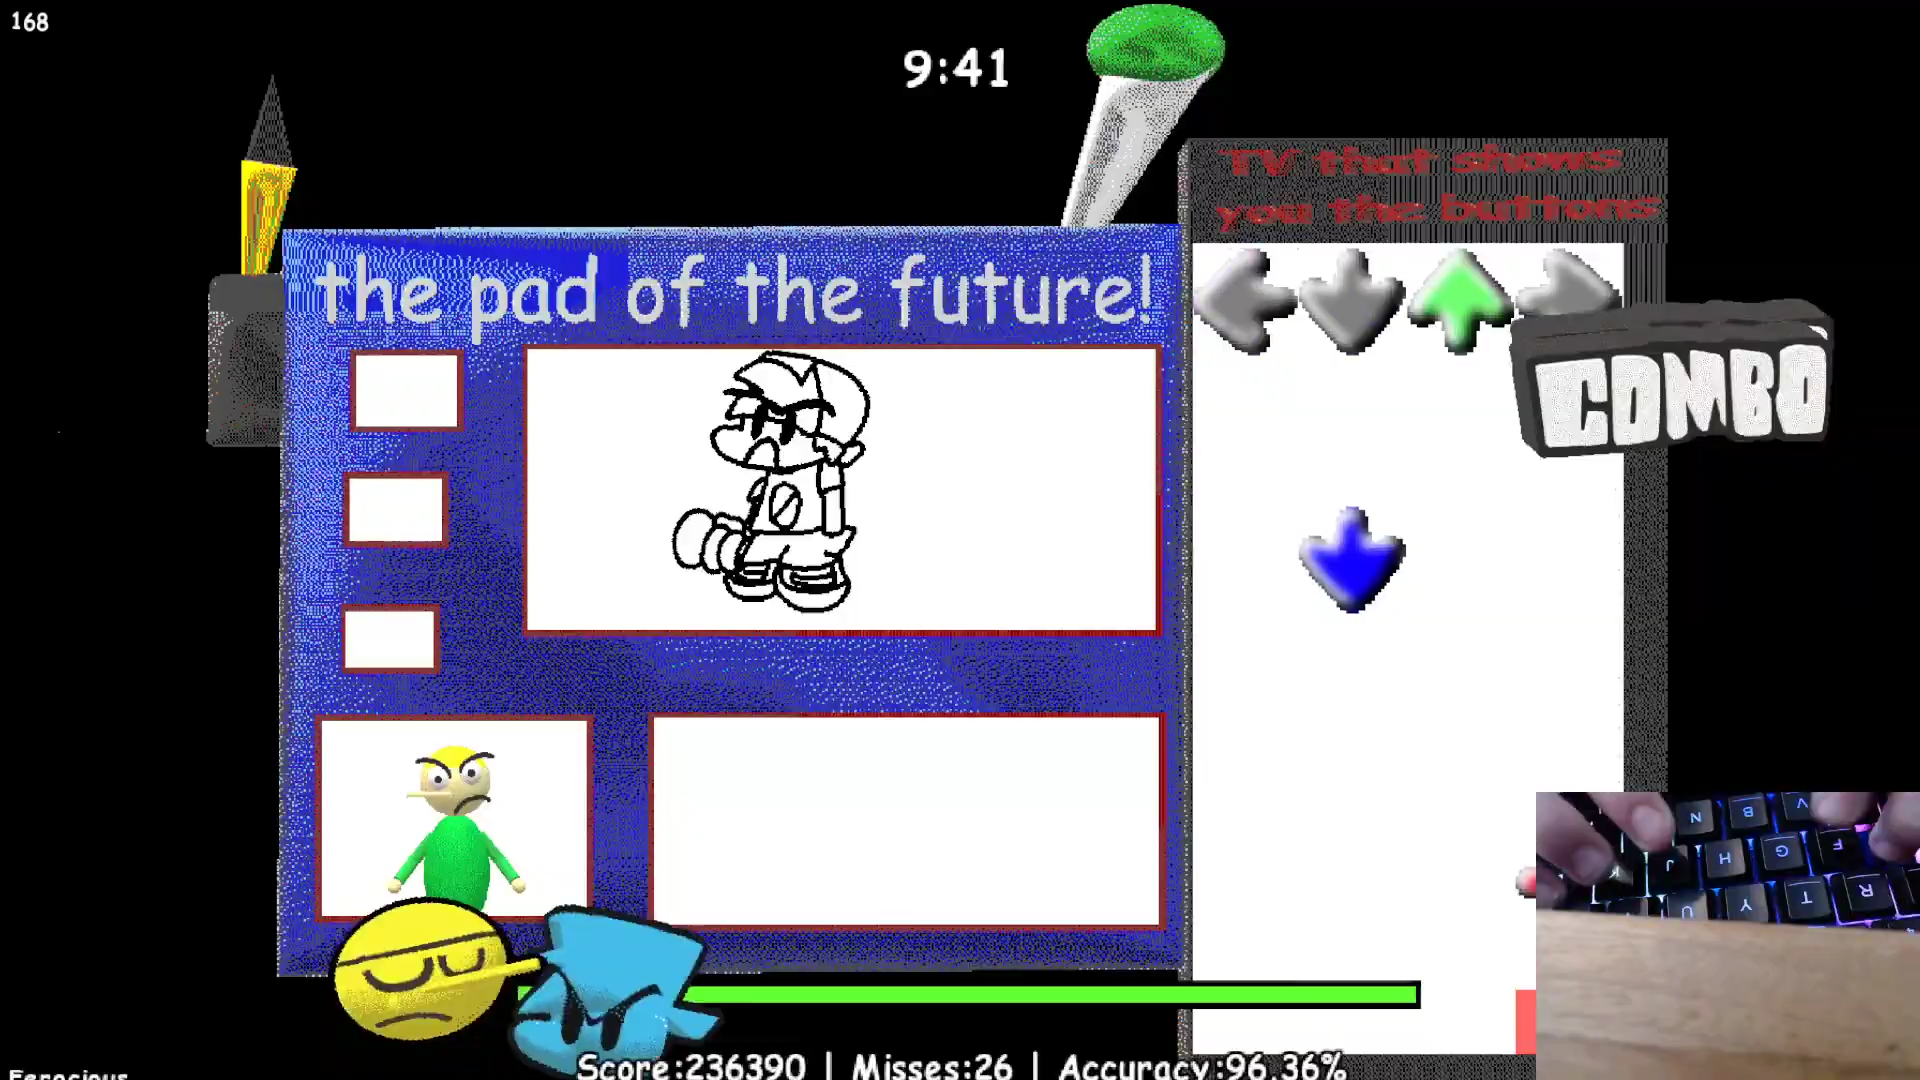 168
9:41
TV that shows
you the buttons
the pad of the future!
COMBO
N B V
K J H G F
U Y T R
Score:236390 | Misses:26 | Accuracy:96.36%
Ferocious